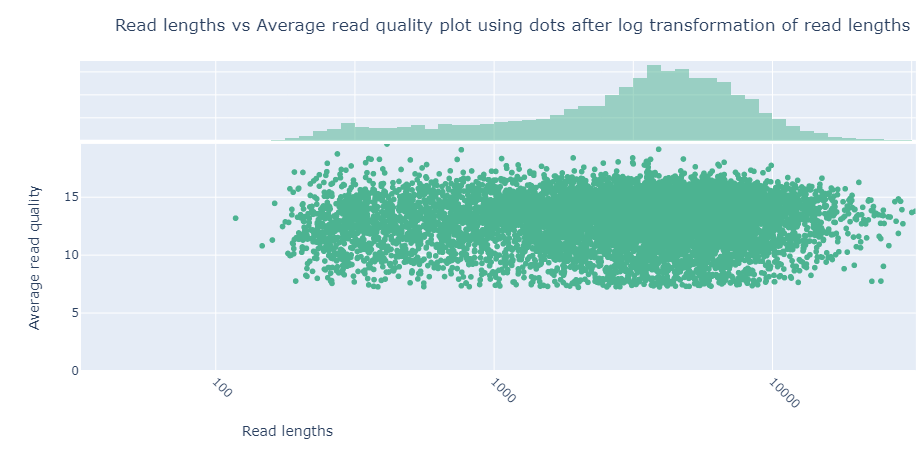 Read lengths vs Average read quality plot using dots after log transformation of read lengths
Average read quality
15
10
5
0
100
1000
10000
Read lengths